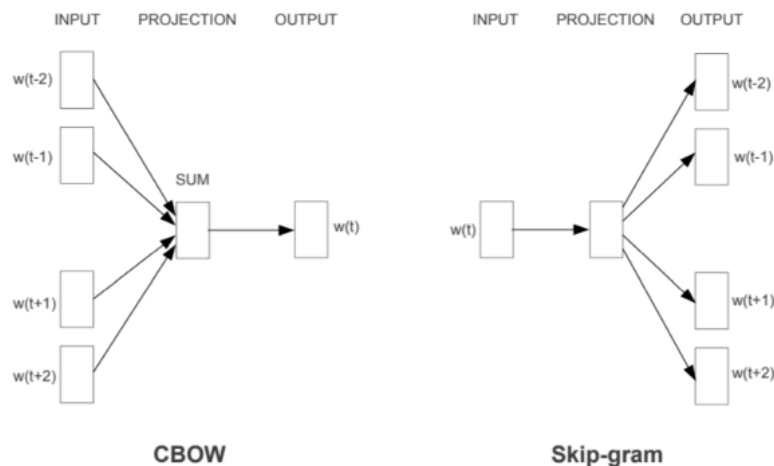 INPUT PROJECTION OUTPUT
w(t-2)
w(t-1)
SUM
w(t)
w(t+1)
w(t+2)
CBOW
INPUT PROJECTION OUTPUT
w(t-2)
w(t-1)
w(t)
w(t+1)
w(t+2)
Skip-gram